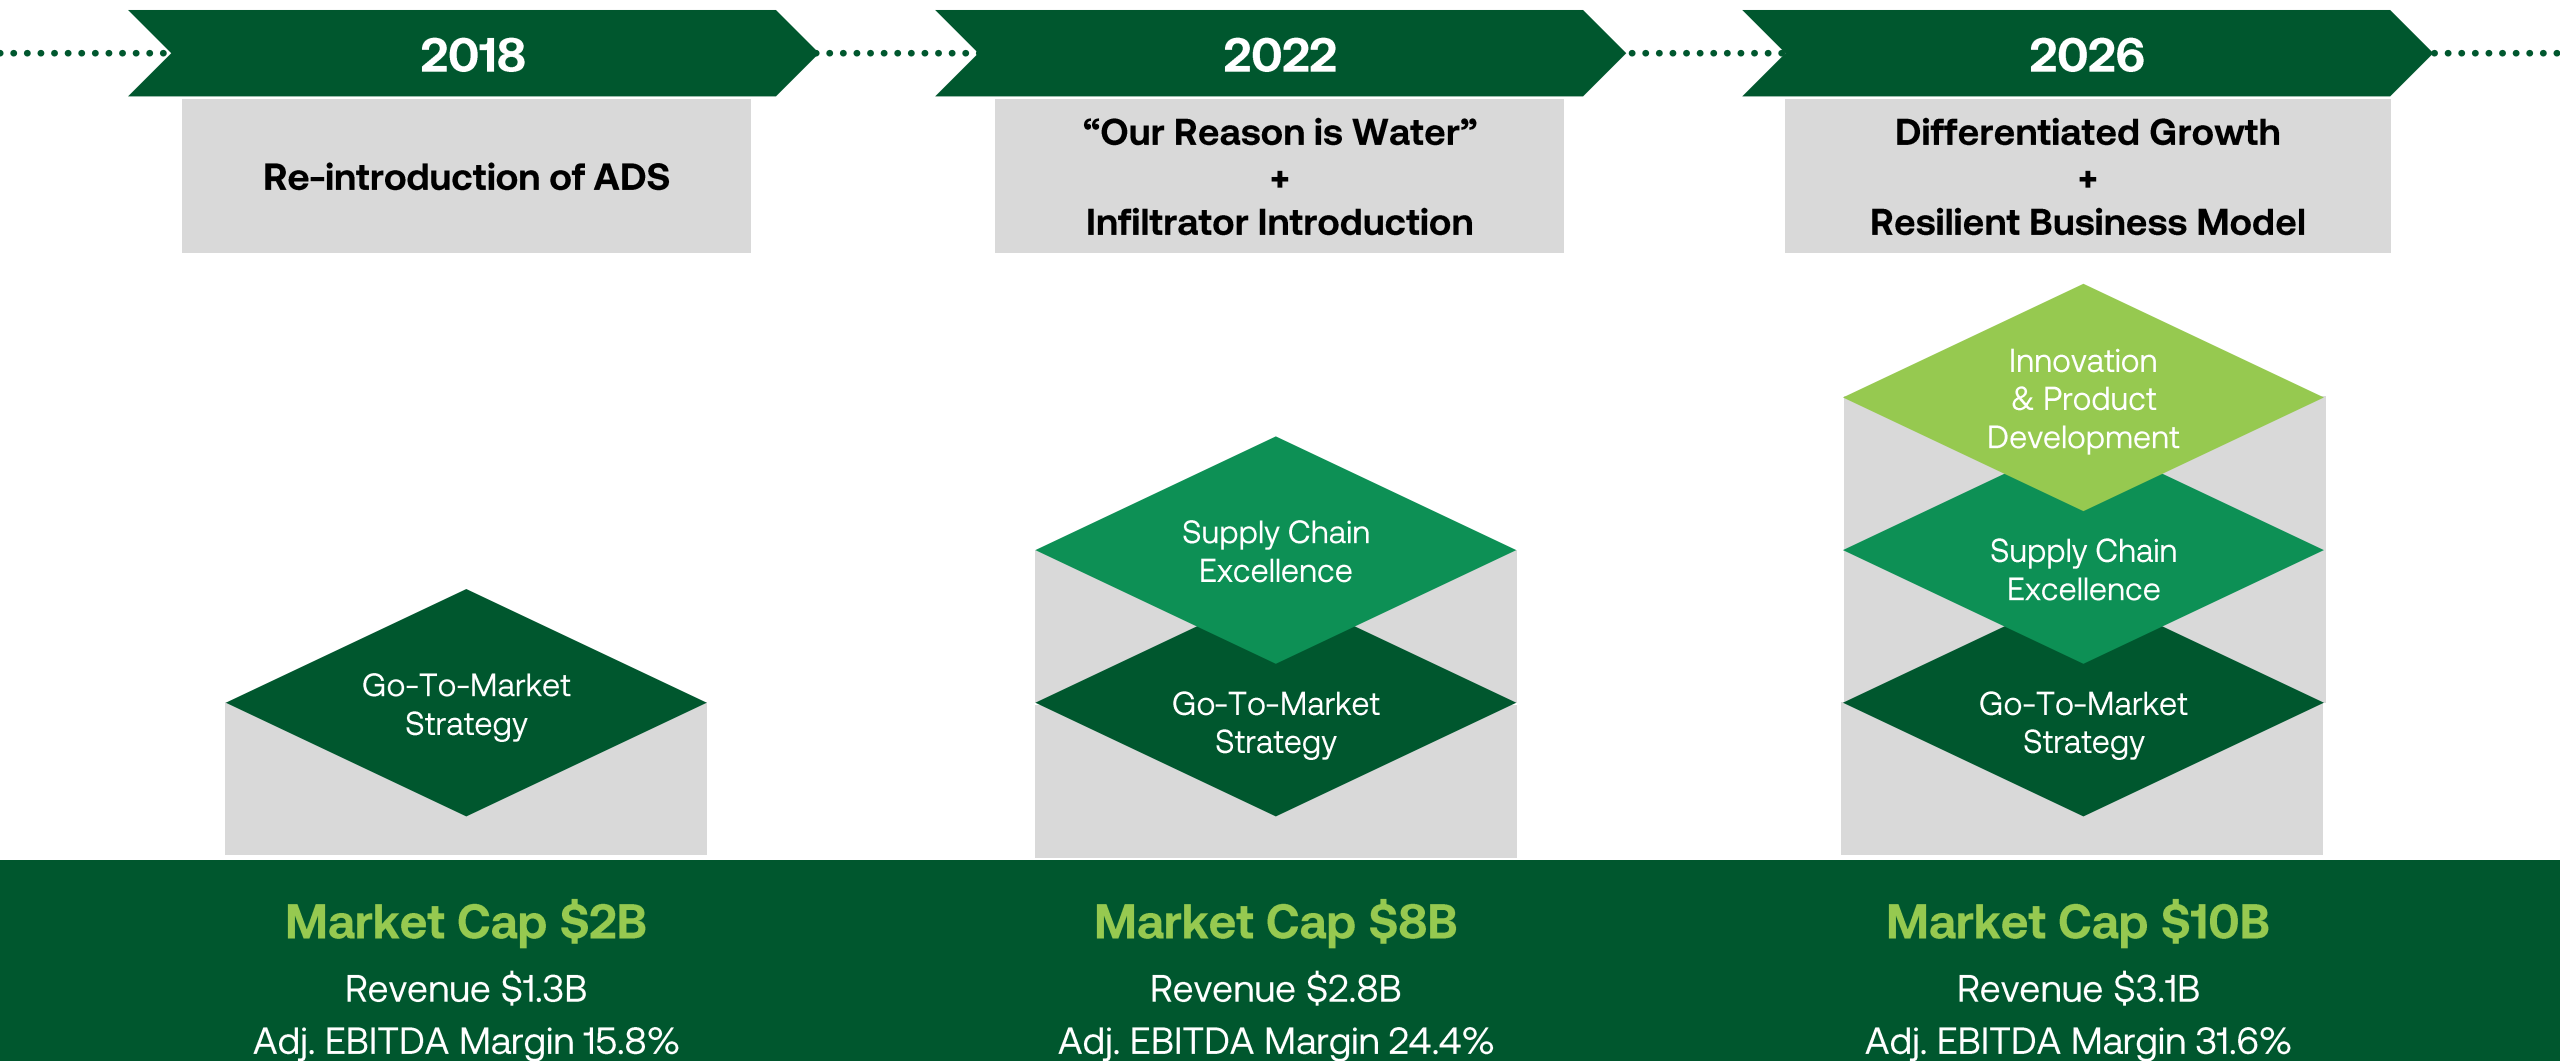 2018
2022
2026
Re-introduction of ADS
“Our Reason is Water”
+
Infiltrator Introduction
Differentiated Growth
+
Resilient Business Model
Go-To-Market
Strategy
Supply Chain
Excellence
Go-To-Market
Strategy
Innovation
& Product
Development
Supply Chain
Excellence
Go-To-Market
Strategy
Market Cap $2B
Revenue $1.3B
Adj. EBITDA Margin 15.8%
Market Cap $8B
Revenue $2.8B
Adj. EBITDA Margin 24.4%
Market Cap $10B
Revenue $3.1B
Adj. EBITDA Margin 31.6%